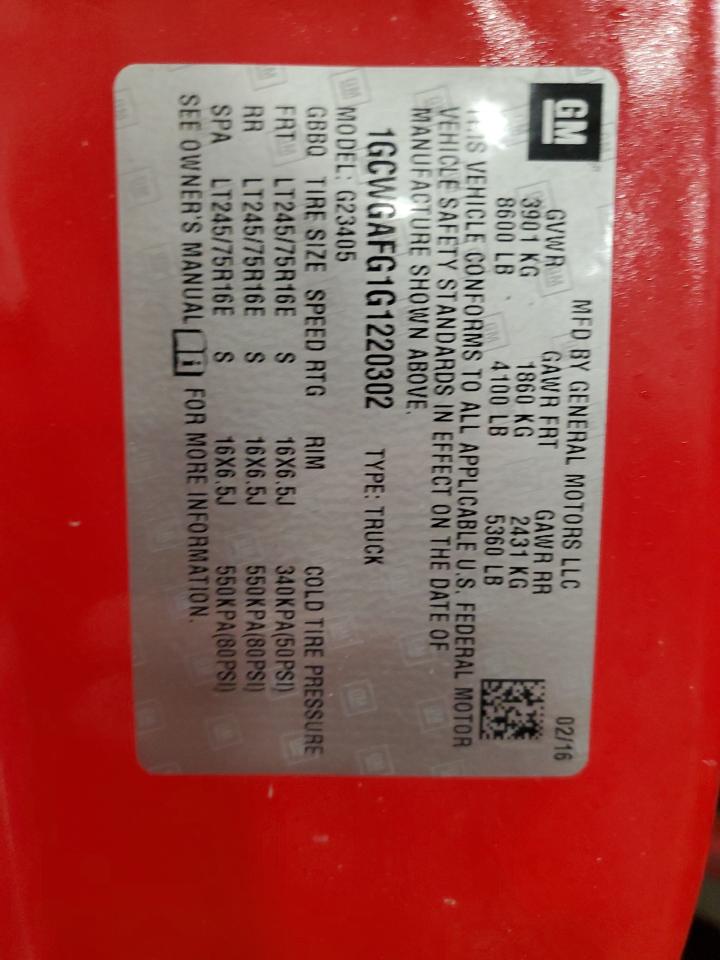 GM
MFD BY GENERAL MOTORS LLC 02/16
GVWR GAWR FRT GAWR RR
3901 KG 1860 KG 2431 KG
8600 LB 4100 LB 5360 LB
THIS VEHICLE CONFORMS TO ALL APPLICABLE U.S. FEDERAL MOTOR
VEHICLE SAFETY STANDARDS IN EFFECT ON THE DATE OF
MANUFACTURE SHOWN ABOVE.
1GCWGAFG1G1220302 TYPE: TRUCK
MODEL: G23405
GBBQ TIRE SIZE SPEED RTG RIM COLD TIRE PRESSURE
FRT LT245/75R16E S 16X6.5J 340KPA(50PSI)
RR LT245/75R16E S 16X6.5J 550KPA(80PSI)
SPA LT245/75R16E S 16X6.5J 550KPA(80PSI)
SEE OWNER'S MANUAL i FOR MORE INFORMATION.